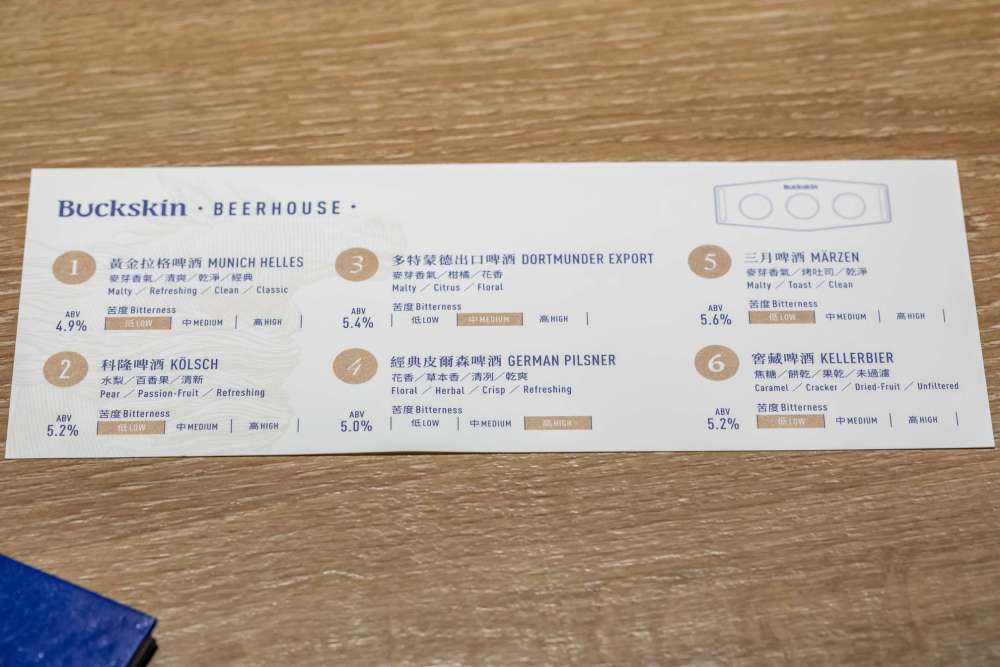 Buckskin · BEERHOUSE ·
Buckskin
1 黃金拉格啤酒 MUNICH HELLES
麥芽香氣／清爽／乾淨／經典
Malty ／ Refreshing ／ Clean ／ Classic
苦度 Bitterness
ABV
4.9% 低 LOW 中 MEDIUM 高 HIGH
2 科隆啤酒 KÖLSCH
水梨／百香果／清新
Pear ／ Passion-Fruit ／ Refreshing
苦度 Bitterness
ABV
5.2% 低 LOW 中 MEDIUM 高 HIGH
3 多特蒙德出口啤酒 DORTMUNDER EXPORT
麥芽香氣／柑橘／花香
Malty ／ Citrus ／ Floral
苦度 Bitterness
ABV
5.4% 低 LOW 中 MEDIUM 高 HIGH
4 經典皮爾森啤酒 GERMAN PILSNER
花香／草本香／清冽／乾爽
Floral ／ Herbal ／ Crisp ／ Refreshing
苦度 Bitterness
ABV
5.0% 低 LOW 中 MEDIUM 高 HIGH
5 三月啤酒 MÄRZEN
麥芽香氣／烤吐司／乾淨
Malty ／ Toast ／ Clean
苦度 Bitterness
ABV
5.6% 低 LOW 中 MEDIUM 高 HIGH
6 窖藏啤酒 KELLERBIER
焦糖／餅乾／果乾／未過濾
Caramel ／ Cracker ／ Dried-Fruit ／ Unfiltered
苦度 Bitterness
ABV
5.2% 低 LOW 中 MEDIUM 高 HIGH